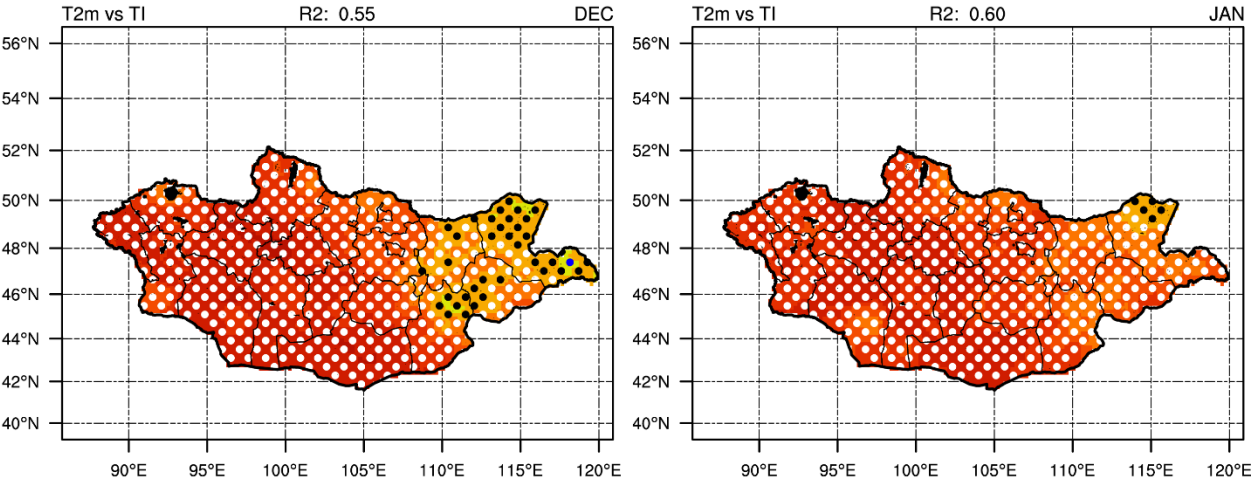 T2m vs TI R2: 0.55 DEC
56°N
54°N
52°N
50°N
48°N
46°N
44°N
42°N
40°N
90°E 95°E 100°E 105°E 110°E 115°E 120°E
T2m vs TI R2: 0.60 JAN
56°N
54°N
52°N
50°N
48°N
46°N
44°N
42°N
40°N
90°E 95°E 100°E 105°E 110°E 115°E 120°E